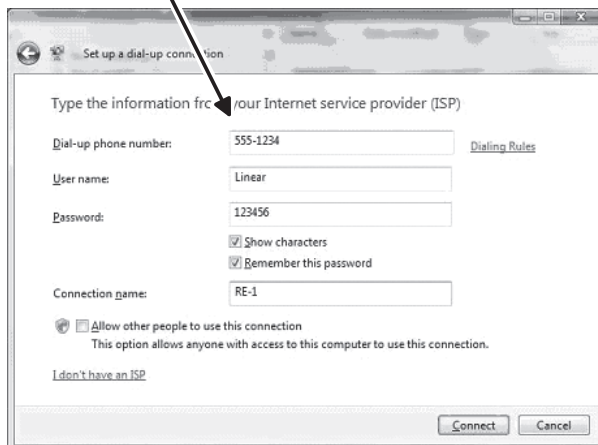 Set up a dial-up connection
Type the information fro your Internet service provider (ISP)
Dial-up phone number: 555-1234 Dialing Rules
User name: Linear
Password: 123456
Show characters
Remember this password
Connection name: RE-1
Allow other people to use this connection
This option allows anyone with access to this computer to use this connection.
I don't have an ISP
Connect Cancel